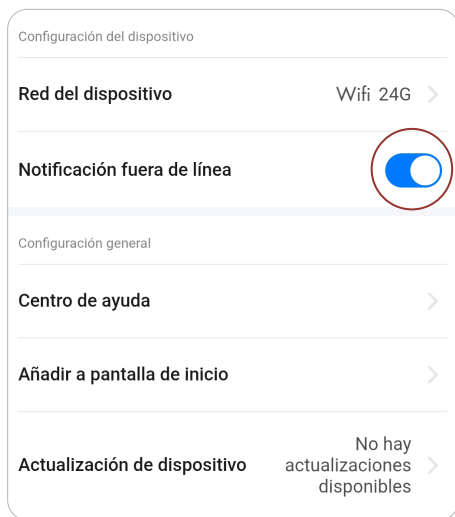 Configuración del dispositivo
Red del dispositivo Wifi 24G
Notificación fuera de línea
Configuración general
Centro de ayuda
Añadir a pantalla de inicio
Actualización de dispositivo No hay
actualizaciones
disponibles